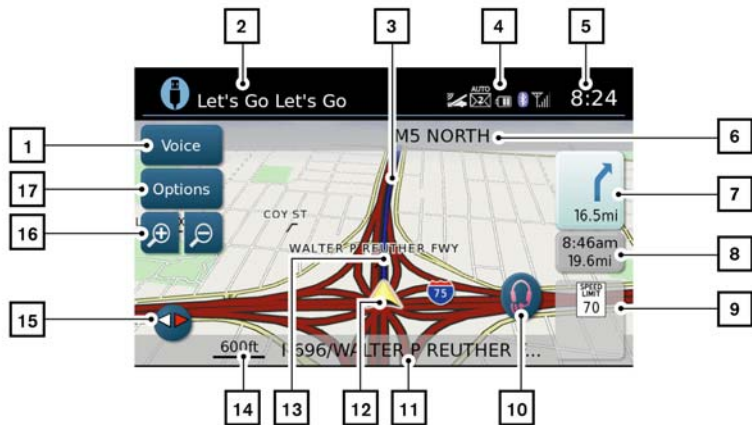 2
3
4
5
Let's Go Let's Go
AUTO
2
8:24
1
Voice
M5 NORTH
6
17
Options
16.5mi
7
16
COY ST
WALTER P REUTHER FWY
8:46am
19.6mi
8
75
SPEED
LIMIT
70
9
15
600ft
696/WALTER P REUTHER
14
13
12
11
10